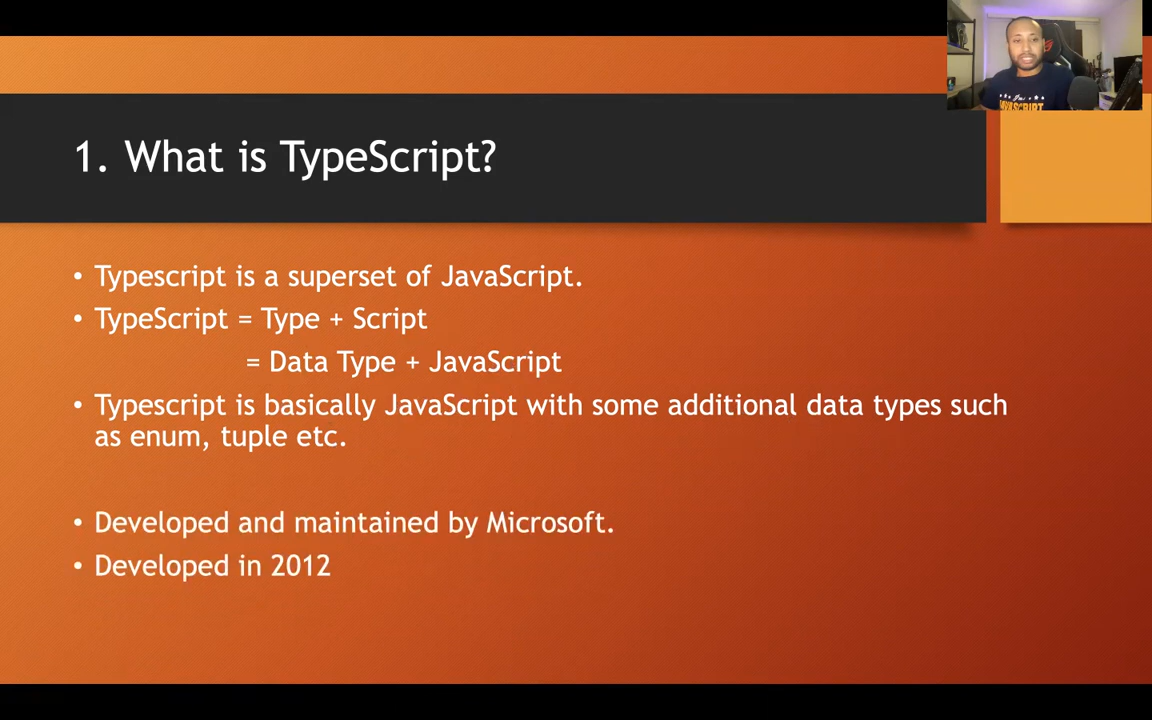 1. What is TypeScript?
• Typescript is a superset of JavaScript.
• TypeScript = Type + Script
= Data Type + JavaScript
• Typescript is basically JavaScript with some additional data types such
as enum, tuple etc.
• Developed and maintained by Microsoft.
• Developed in 2012
JAVASCRIPT